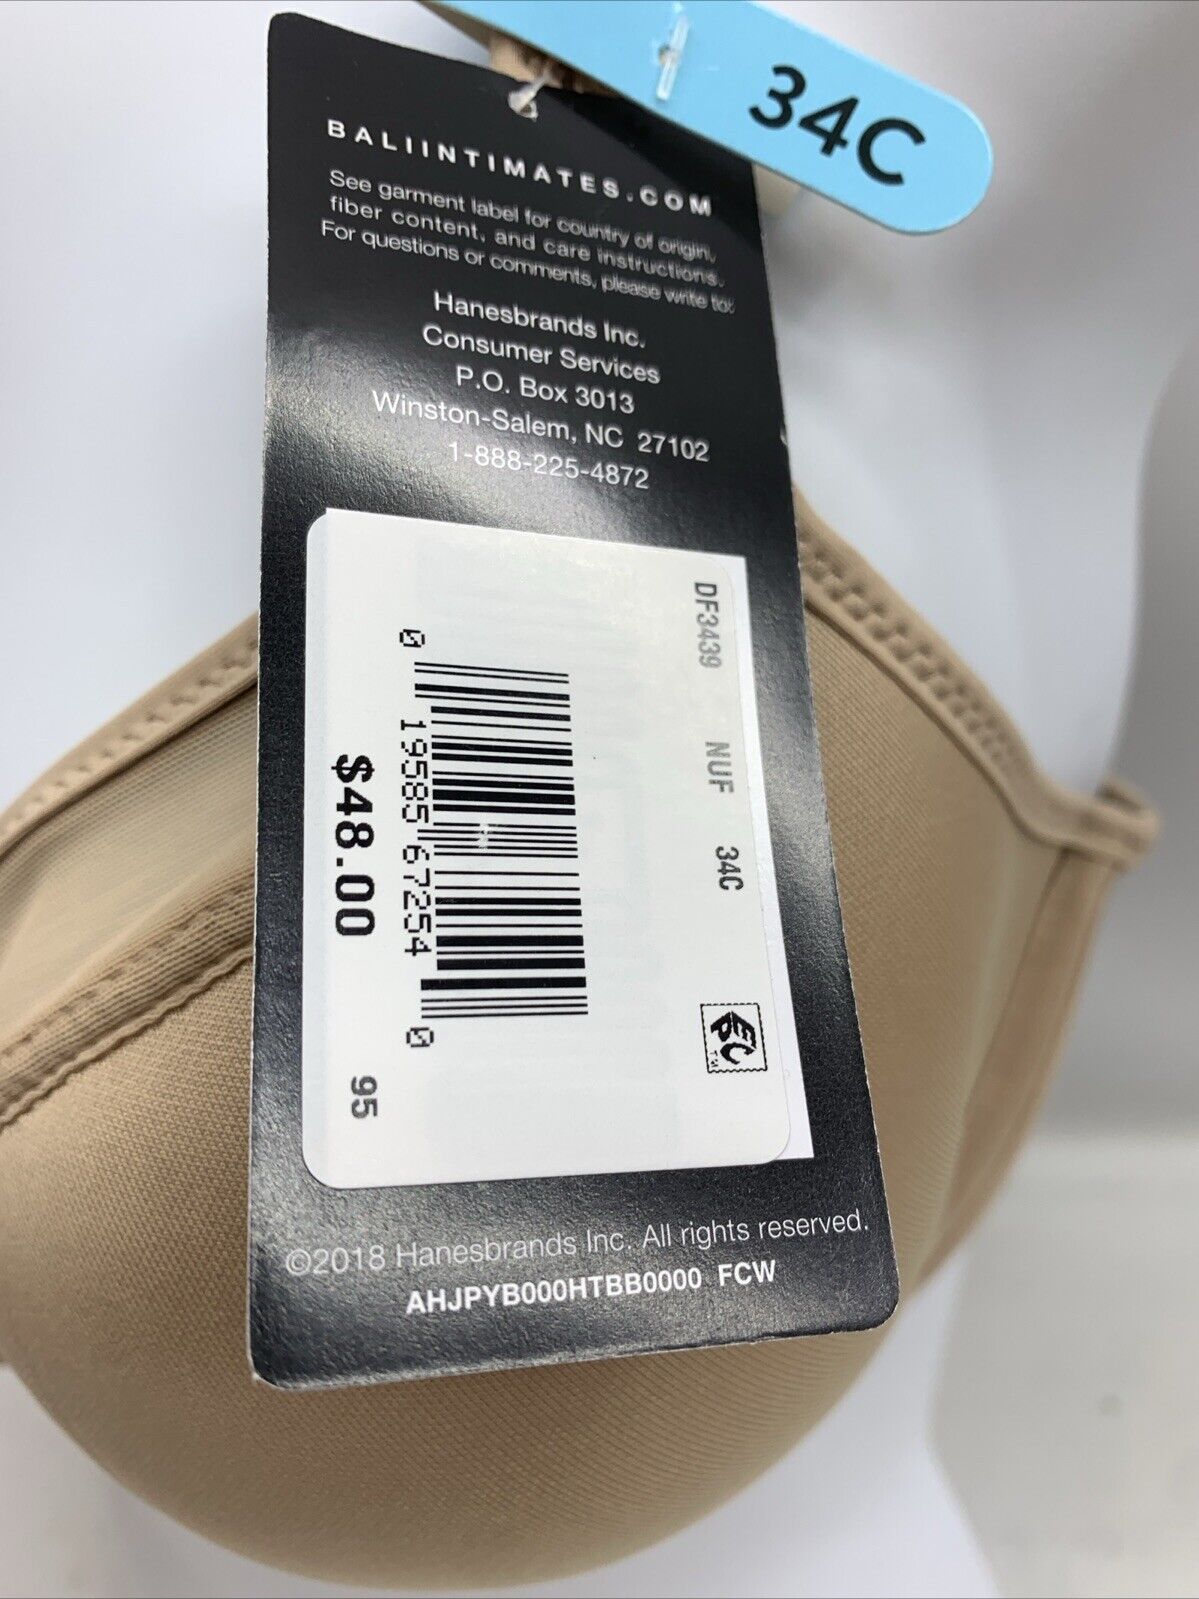 34C
BALIINTIMATES.COM
See garment label for country of origin,
fiber content, and care instructions.
For questions or comments, please write to:
Hanesbrands Inc.
Consumer Services
P.O. Box 3013
Winston-Salem, NC 27102
1-888-225-4872
DF3439 NUF 34C
EPC TM
0 19585 67254 0
$48.00 95
©2018 Hanesbrands Inc. All rights reserved.
AHJPYB000HTBB0000 FCW